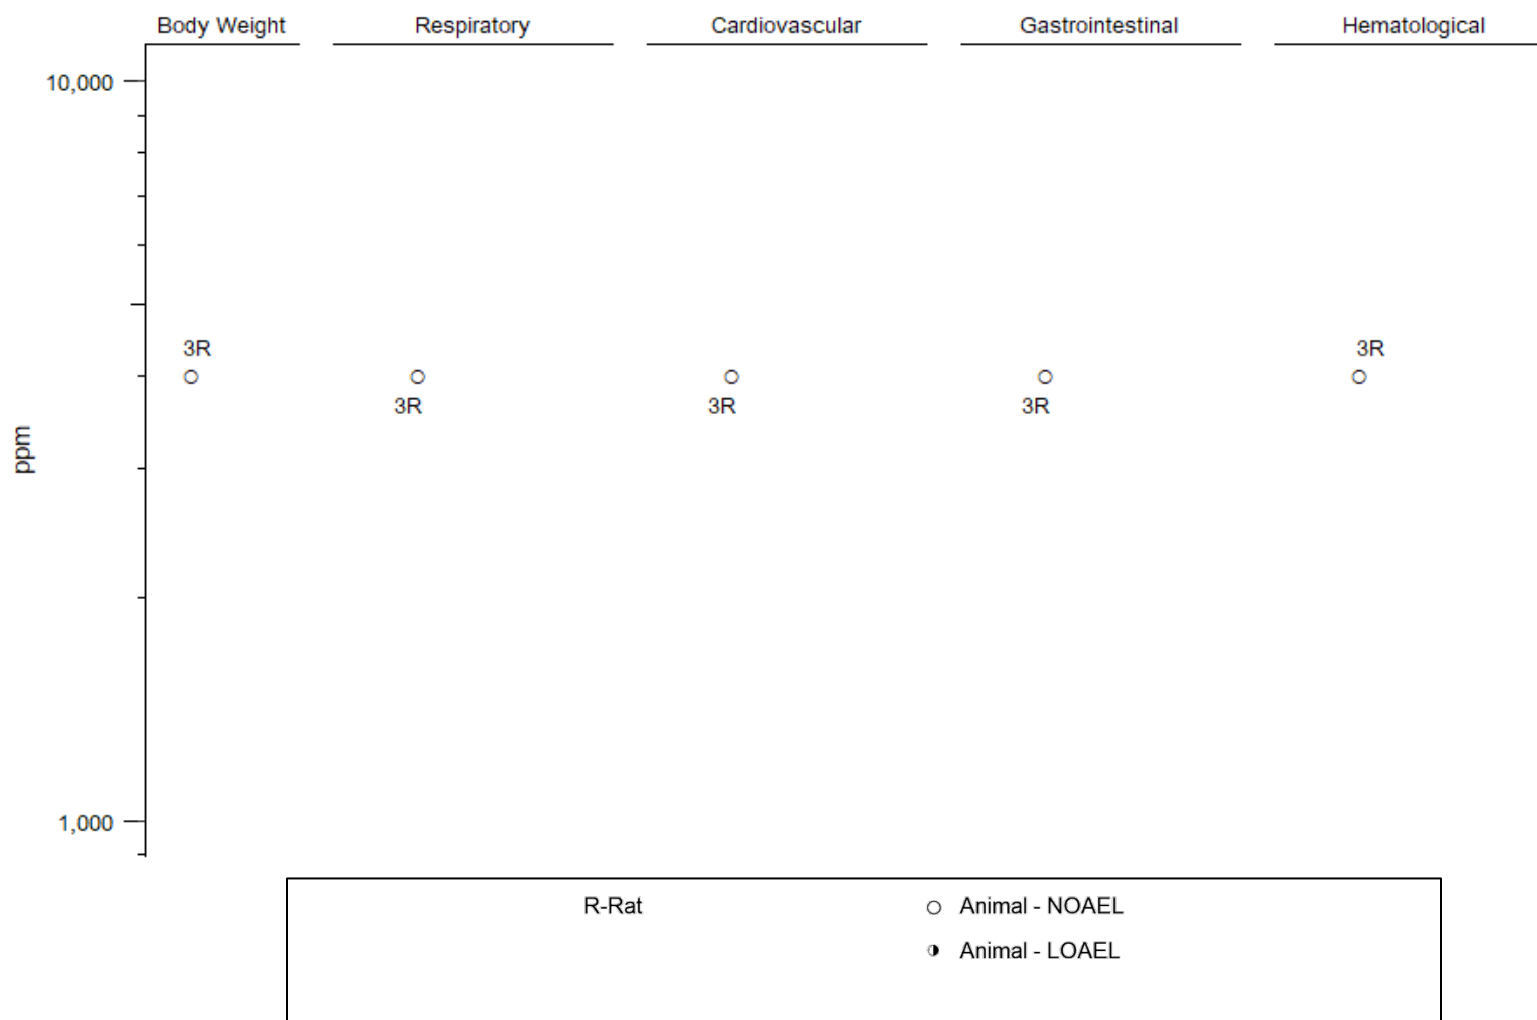 Body Weight Respiratory Cardiovascular Gastrointestinal Hematological
10,000
3R 3R
3R 3R 3R
ppm
1,000
R-Rat Animal - NOAEL
Animal - LOAEL